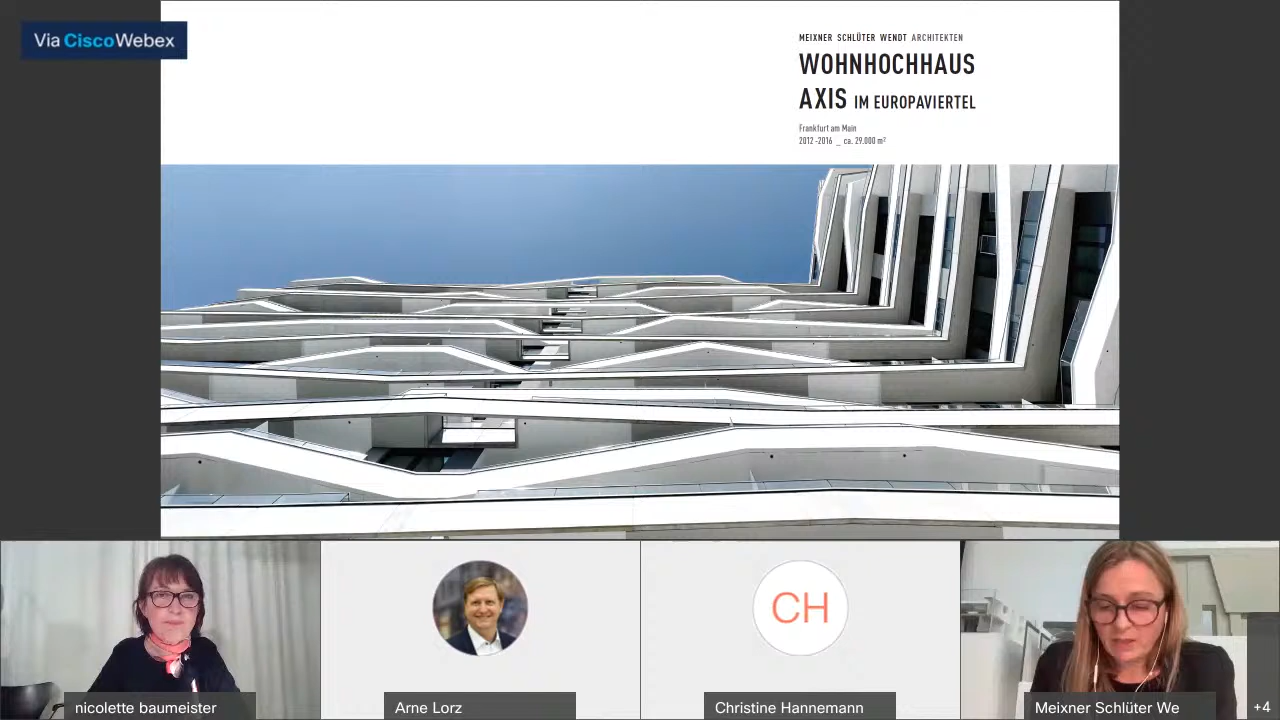 Via CiscoWebex
MEIXNER SCHLÜTER WENDT ARCHITEKTEN
WOHNHOCHHAUS
AXIS IM EUROPAVIERTEL
Frankfurt am Main
2012-2016 _ ca. 29.000 m²
CH
nicolette baumeister
Arne Lorz
Christine Hannemann
Meixner Schlüter We
+4